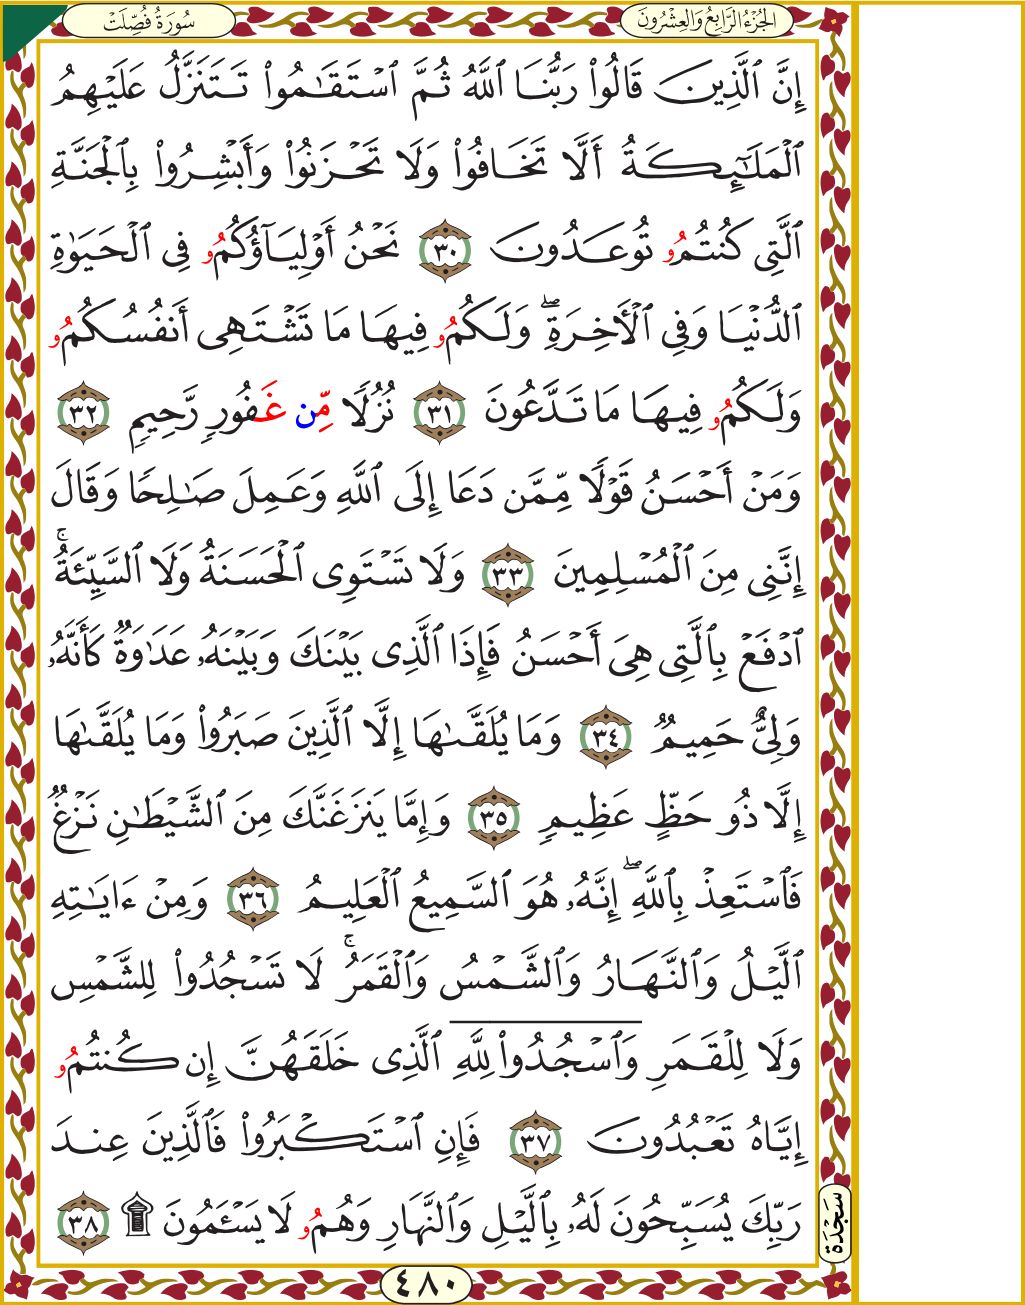 الجُزْءُ الرَّابِعُ وَالعِشْرُونَ
سُورَةُ فُصِّلَتْ
إِنَّ ٱلَّذِينَ قَالُوا۟ رَبُّنَا ٱللَّهُ ثُمَّ ٱسْتَقَـٰمُوا۟ تَتَنَزَّلُ عَلَيْهِمُ
ٱلْمَلَـٰٓئِكَةُ أَلَّا تَخَافُوا۟ وَلَا تَحْزَنُوا۟ وَأَبْشِرُوا۟ بِٱلْجَنَّةِ
ٱلَّتِى كُنتُمُو تُوعَدُونَ ٣٠ نَحْنُ أَوْلِيَآؤُكُمُو فِى ٱلْحَيَوٰةِ
ٱلدُّنْيَا وَفِى ٱلْـَٔاخِرَةِ ۖ وَلَكُمُو فِيهَا مَا تَشْتَهِى أَنفُسُكُمُو
وَلَكُمُو فِيهَا مَا تَدَّعُونَ ٣١ نُزُلًا مِّن غَفُورٍ رَّحِيمٍ ٣٢
وَمَنْ أَحْسَنُ قَوْلًا مِّمَّن دَعَا إِلَى ٱللَّهِ وَعَمِلَ صَـٰلِحًا وَقَالَ
إِنَّنِى مِنَ ٱلْمُسْلِمِينَ ٣٣ وَلَا تَسْتَوِى ٱلْحَسَنَةُ وَلَا ٱلسَّيِّئَةُ ۚ
ٱدْفَعْ بِٱلَّتِى هِىَ أَحْسَنُ فَإِذَا ٱلَّذِى بَيْنَكَ وَبَيْنَهُۥ عَدَٰوَةٌ كَأَنَّهُۥ
وَلِىٌّ حَمِيمٌ ٣٤ وَمَا يُلَقَّىٰهَا إِلَّا ٱلَّذِينَ صَبَرُوا۟ وَمَا يُلَقَّىٰهَا
إِلَّا ذُو حَظٍّ عَظِيمٍ ٣٥ وَإِمَّا يَنزَغَنَّكَ مِنَ ٱلشَّيْطَـٰنِ نَزْغٌ
فَٱسْتَعِذْ بِٱللَّهِ ۖ إِنَّهُۥ هُوَ ٱلسَّمِيعُ ٱلْعَلِيمُ ٣٦ وَمِنْ ءَايَـٰتِهِ
ٱلَّيْلُ وَٱلنَّهَارُ وَٱلشَّمْسُ وَٱلْقَمَرُ ۚ لَا تَسْجُدُوا۟ لِلشَّمْسِ
وَلَا لِلْقَمَرِ وَٱسْجُدُوا۟ لِلَّهِ ٱلَّذِى خَلَقَهُنَّ إِن كُنتُمُو
إِيَّاهُ تَعْبُدُونَ ٣٧ فَإِنِ ٱسْتَكْبَرُوا۟ فَٱلَّذِينَ عِندَ
رَبِّكَ يُسَبِّحُونَ لَهُۥ بِٱلَّيْلِ وَٱلنَّهَارِ وَهُمُو لَا يَسْـَٔمُونَ ۩ ٣٨
سَجْدَة
٤٨٠